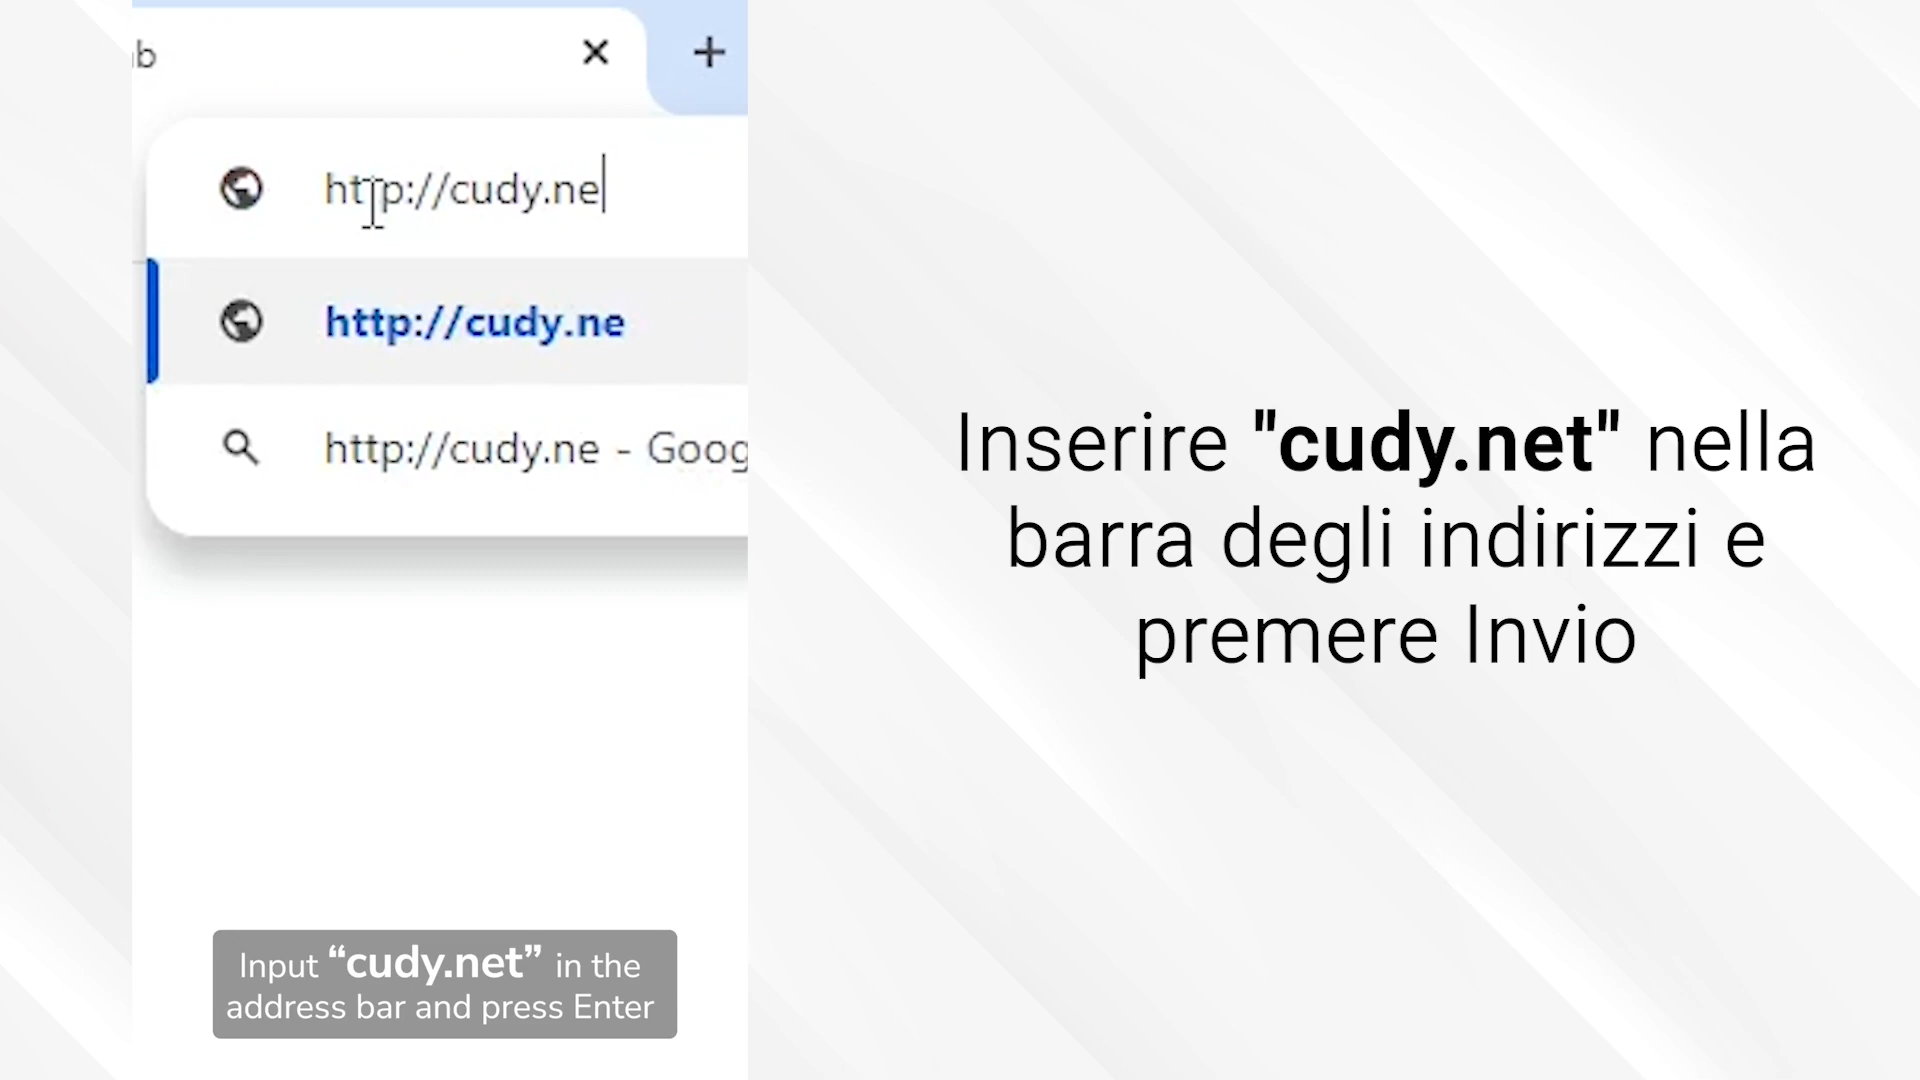 http://cudy.ne
http://cudy.ne
http://cudy.ne - Goog
Input “cudy.net” in the
address bar and press Enter
Inserire "cudy.net" nella
barra degli indirizzi e
premere Invio